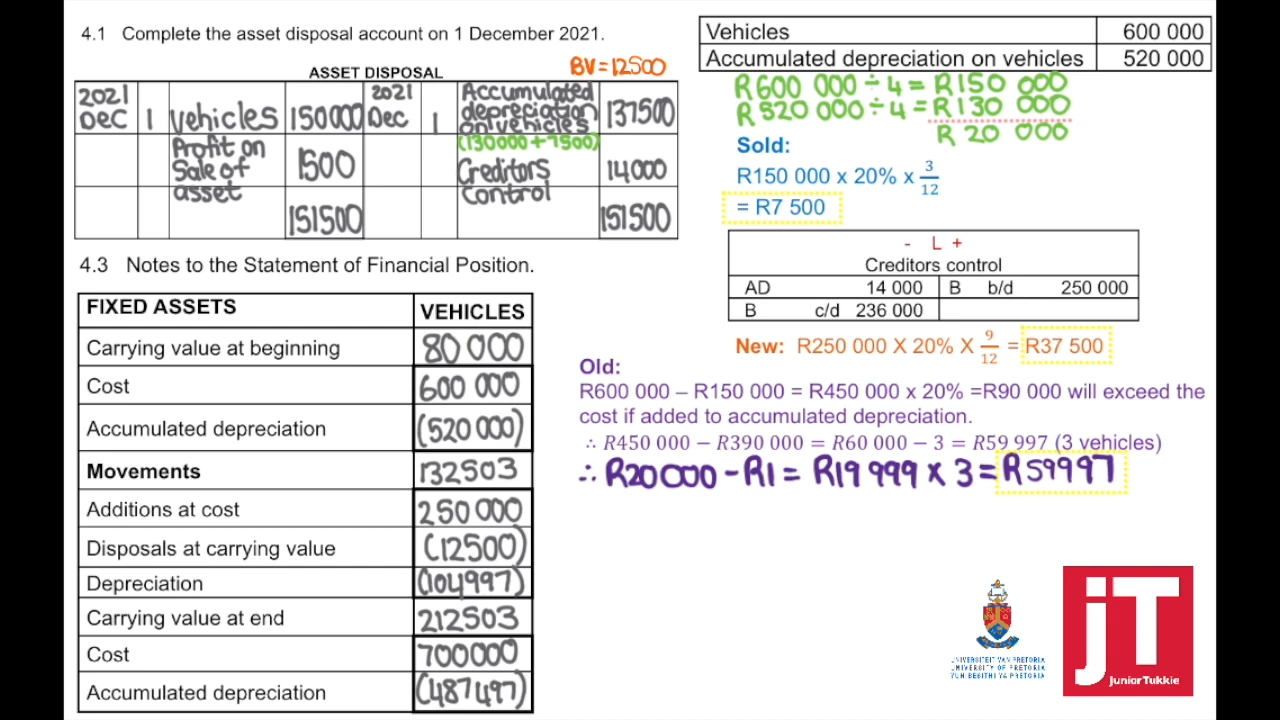 4.1 Complete the asset disposal account on 1 December 2021.
ASSET DISPOSAL
BV = 12500
2021 Dec 1 Vehicles 150000 2021 Dec 1 Accumulated depreciation on vehicles (130000 + 7500) 137500
Profit on Sale of asset 1500 Creditors Control 14000
151500 151500
4.3 Notes to the Statement of Financial Position.
FIXED ASSETS VEHICLES
Carrying value at beginning 80 000
Cost 600 000
Accumulated depreciation (520 000)
Movements 132503
Additions at cost 250 000
Disposals at carrying value (12500)
Depreciation (104997)
Carrying value at end 212503
Cost 700000
Accumulated depreciation (487497)
Vehicles 600 000
Accumulated depreciation on vehicles 520 000
R600 000 ÷ 4 = R150 000
R520 000 ÷ 4 = R130 000
R 20 000
Sold:
R150 000 x 20% x 3/12
= R7 500
- L +
Creditors control
AD 14 000 B b/d 250 000
B c/d 236 000
New: R250 000 X 20% X 9/12 = R37 500
Old:
R600 000 – R150 000 = R450 000 x 20% =R90 000 will exceed the
cost if added to accumulated depreciation.
∴ R450 000 − R390 000 = R60 000 − 3 = R59 997 (3 vehicles)
∴ R20000 - R1 = R19 999 x 3 = R59997
UNIVERSITEIT VAN PRETORIA
UNIVERSITY OF PRETORIA
YUNIBESITHI YA PRETORIA
jT
JuniorTukkie